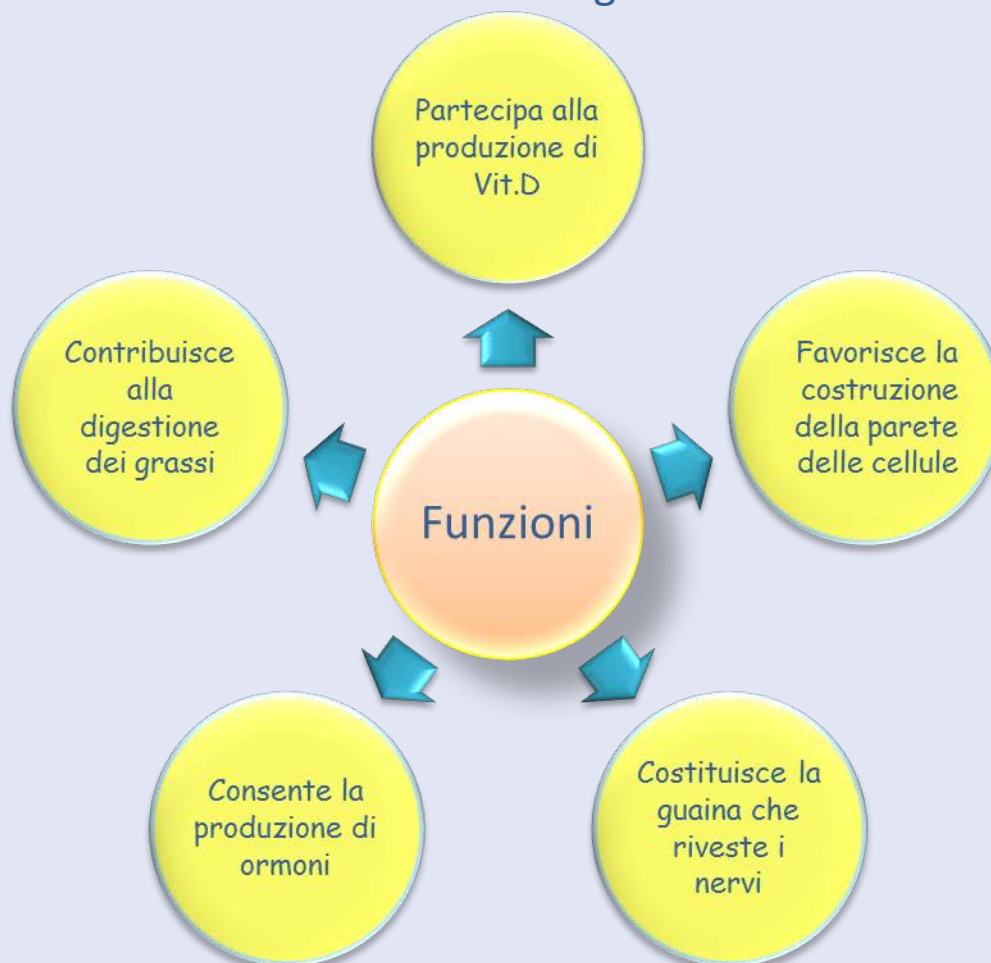 Partecipa alla
produzione di
Vit.D
Contribuisce
alla
digestione
dei grassi
Favorisce la
costruzione
della parete
delle cellule
Funzioni
Consente la
produzione di
ormoni
Costituisce la
guaina che
riveste i
nervi